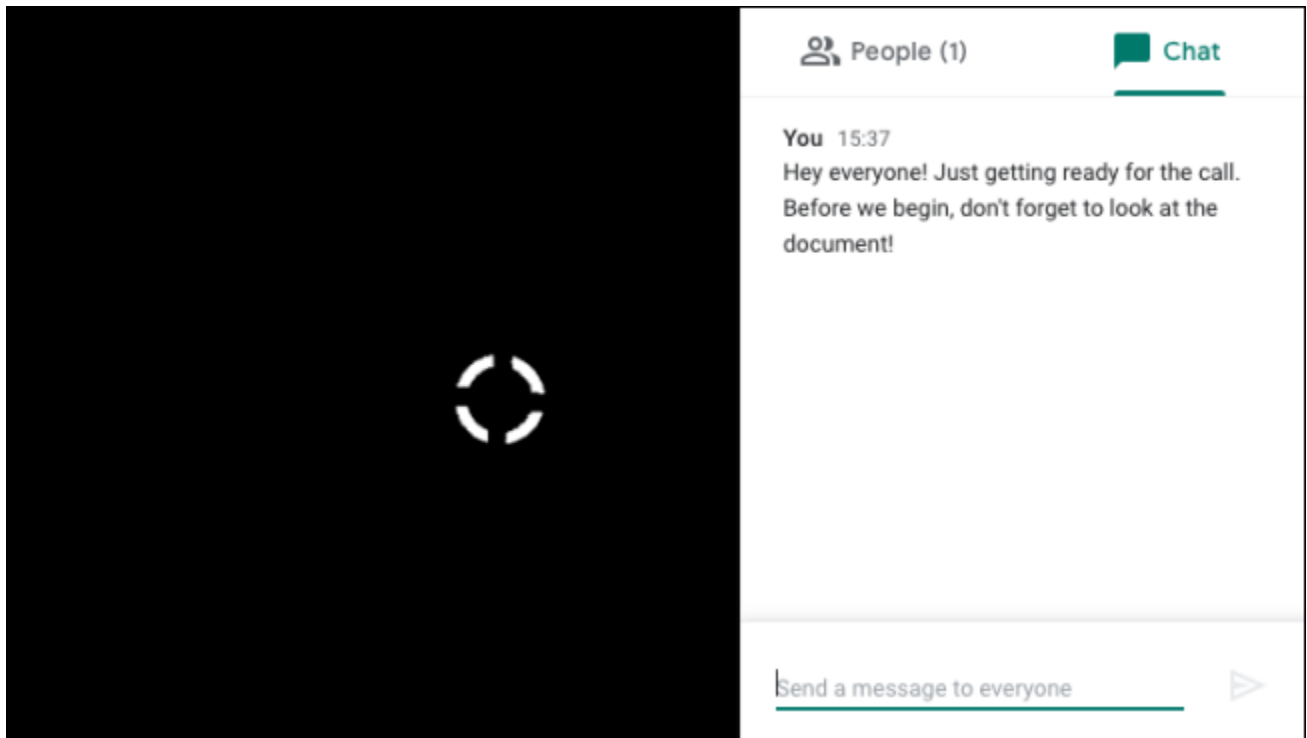 People (1)
Chat
You 15:37
Hey everyone! Just getting ready for the call.
Before we begin, don't forget to look at the
document!
Send a message to everyone